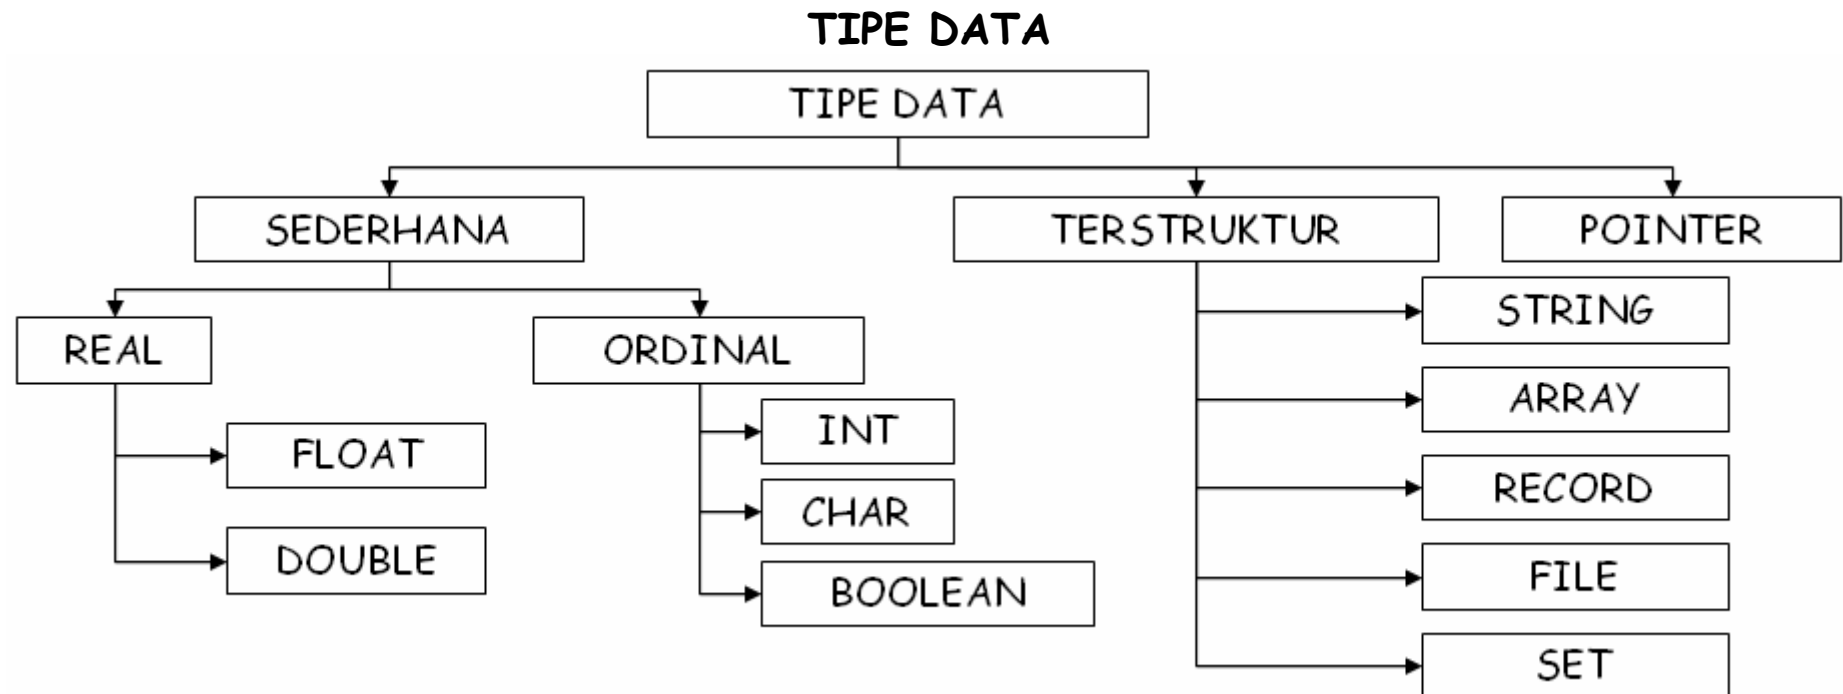 TIPE DATA
TIPE DATA
SEDERHANA
TERSTRUKTUR
POINTER
REAL
ORDINAL
FLOAT
DOUBLE
INT
CHAR
BOOLEAN
STRING
ARRAY
RECORD
FILE
SET